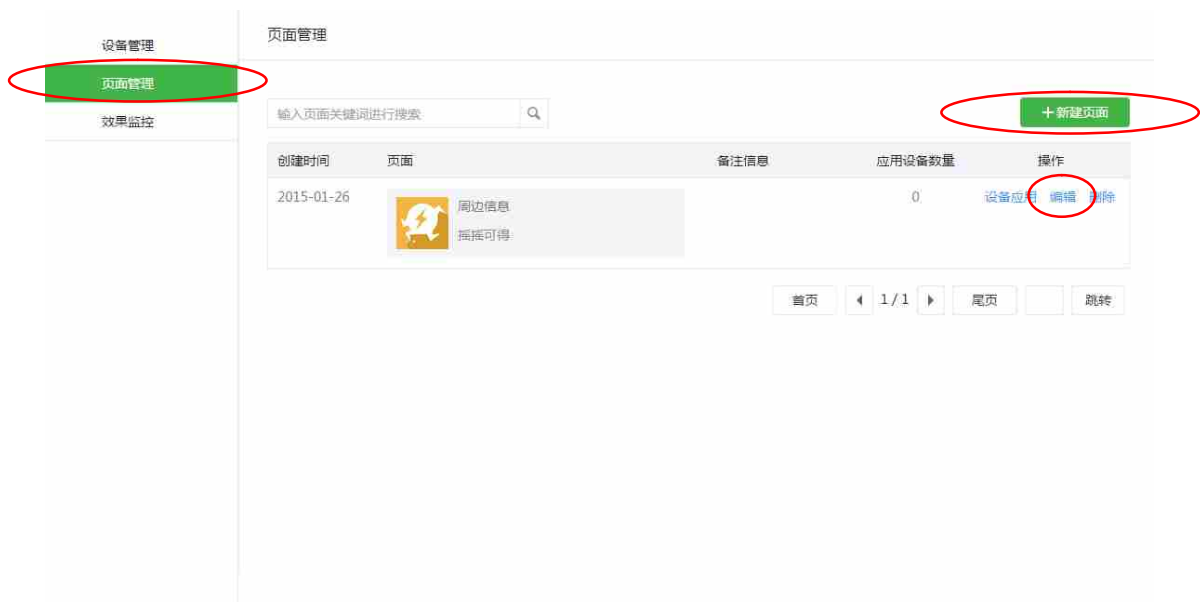 设备管理
页面管理
效果监控
页面管理
输入页面关键词进行搜索
+新建页面
创建时间 页面 备注信息 应用设备数量 操作
2015-01-26 周边信息 0 设备应用 编辑 删除
摇摇可得
首页 1/1 尾页 跳转